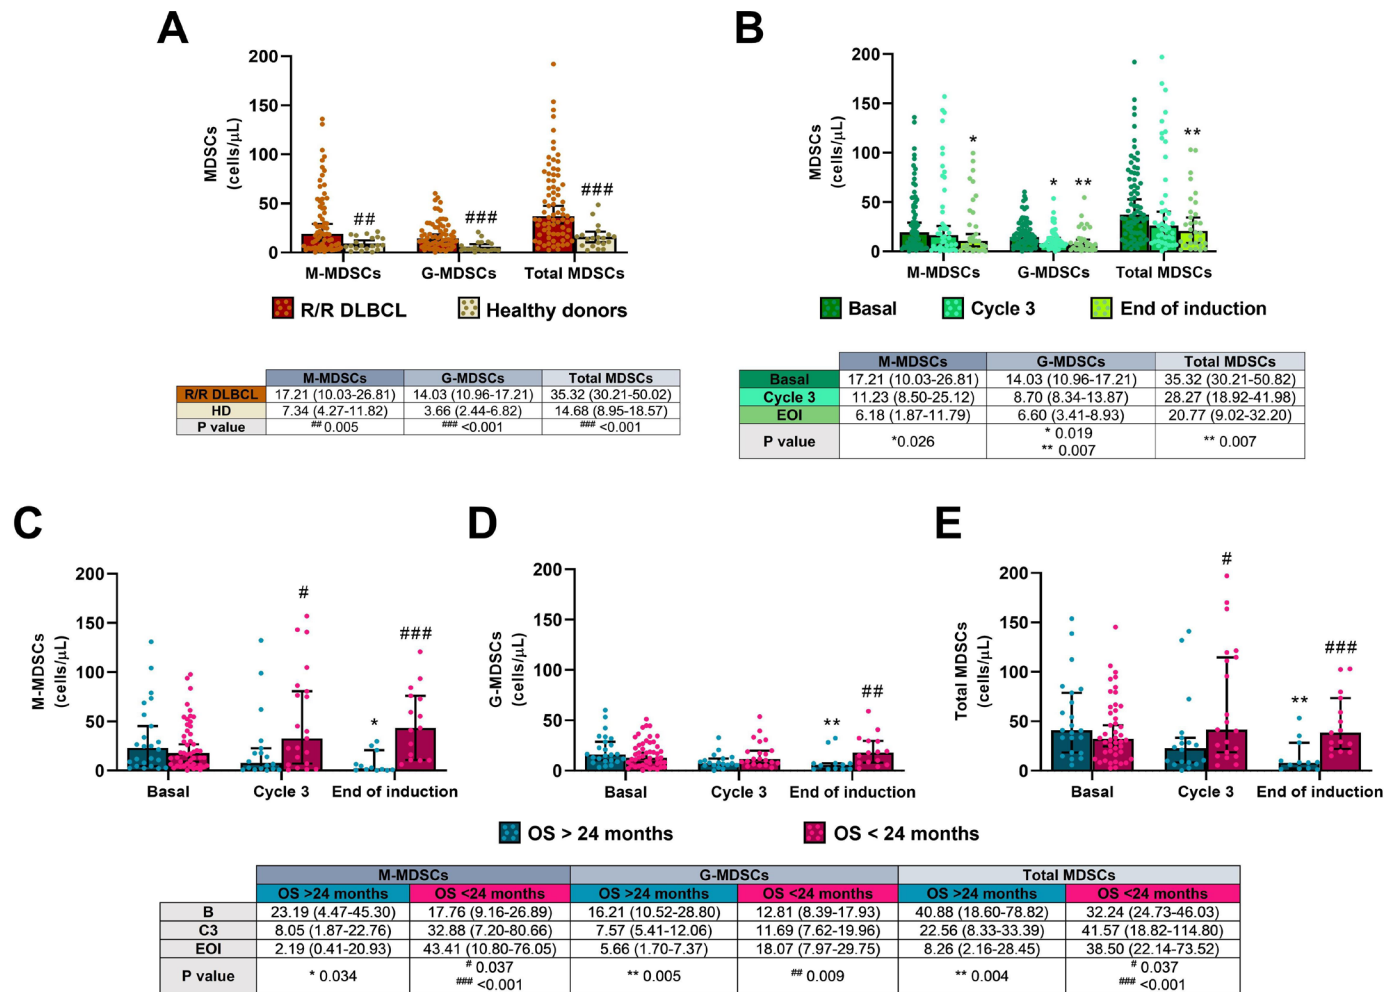 A
MDSCs
(cells/μL)
200
150
100
50
0
##
###
###
M-MDSCs
G-MDSCs
Total MDSCs
R/R DLBCL
Healthy donors
M-MDSCs G-MDSCs Total MDSCs
R/R DLBCL 17.21 (10.03-26.81) 14.03 (10.96-17.21) 35.32 (30.21-50.02)
HD 7.34 (4.27-11.82) 3.66 (2.44-6.82) 14.68 (8.95-18.57)
P value ## 0.005 ### <0.001 ### <0.001
B
MDSCs
(cells/μL)
200
150
100
50
0
*
*
**
**
M-MDSCs
G-MDSCs
Total MDSCs
Basal
Cycle 3
End of induction
M-MDSCs G-MDSCs Total MDSCs
Basal 17.21 (10.03-26.81) 14.03 (10.96-17.21) 35.32 (30.21-50.82)
Cycle 3 11.23 (8.50-25.12) 8.70 (8.34-13.87) 28.27 (18.92-41.98)
EOI 6.18 (1.87-11.79) 6.60 (3.41-8.93) 20.77 (9.02-32.20)
P value *0.026 * 0.019 ** 0.007
** 0.007
C
M-MDSCs
(cells/μL)
200
150
100
50
0
#
*
###
Basal
Cycle 3
End of induction
D
G-MDSCs
(cells/μL)
200
150
100
50
0
**
##
Basal
Cycle 3
End of induction
E
Total MDSCs
(cells/μL)
200
150
100
50
0
#
**
###
Basal
Cycle 3
End of induction
OS > 24 months
OS < 24 months
M-MDSCs G-MDSCs Total MDSCs
OS >24 months OS <24 months OS >24 months OS <24 months OS >24 months OS <24 months
B 23.19 (4.47-45.30) 17.76 (9.16-26.89) 16.21 (10.52-28.80) 12.81 (8.39-17.93) 40.88 (18.60-78.82) 32.24 (24.73-46.03)
C3 8.05 (1.87-22.76) 32.88 (7.20-80.66) 7.57 (5.41-12.06) 11.69 (7.62-19.96) 22.56 (8.33-33.39) 41.57 (18.82-114.80)
EOI 2.19 (0.41-20.93) 43.41 (10.80-76.05) 5.66 (1.70-7.37) 18.07 (7.97-29.75) 8.26 (2.16-28.45) 38.50 (22.14-73.52)
P value * 0.034 # 0.037 ** 0.005 ## 0.009 ** 0.004 # 0.037
### <0.001 ### <0.001